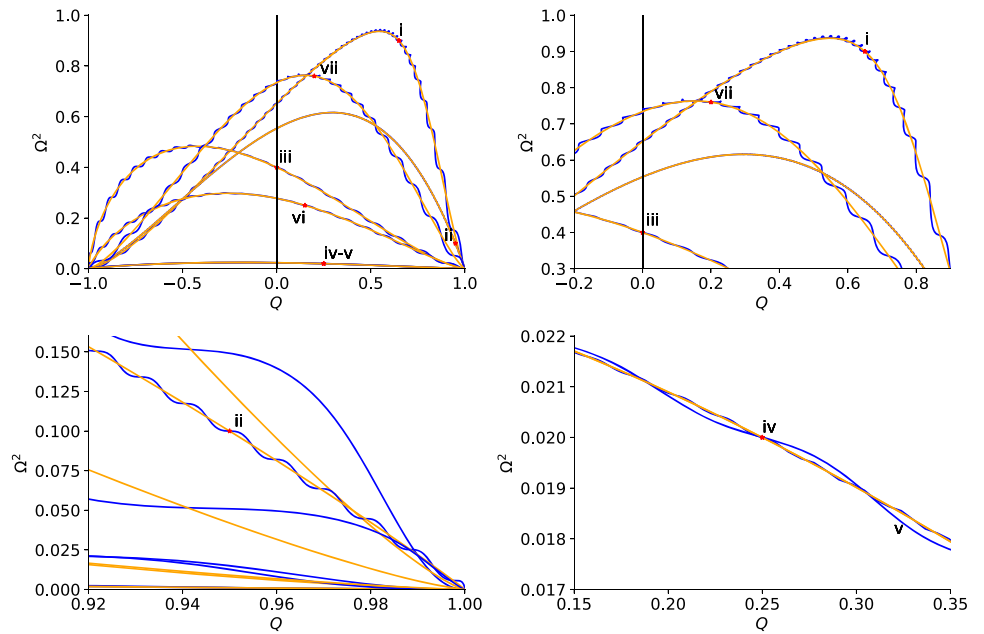 1.0
0.8
0.6
0.4
0.2
0.0
Ω²
−1.0 −0.5 0.0 0.5 1.0
Q
i
vii
iii
vi
ii
iv-v
1.0
0.9
0.8
0.7
0.6
0.5
0.4
0.3
Ω²
−0.2 0.0 0.2 0.4 0.6 0.8
Q
i
vii
iii
0.150
0.125
0.100
0.075
0.050
0.025
0.000
Ω²
0.92 0.94 0.96 0.98 1.00
Q
ii
0.022
0.021
0.020
0.019
0.018
0.017
Ω²
0.15 0.20 0.25 0.30 0.35
Q
iv
v